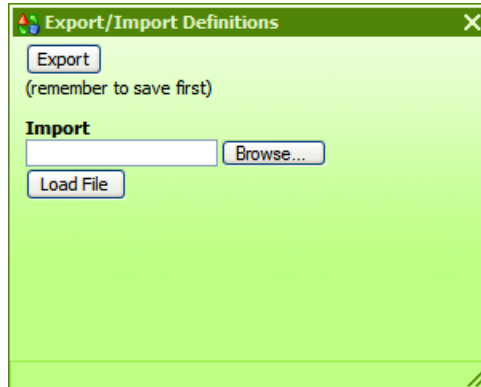 Export/Import Definitions
Export
(remember to save first)
Import
Browse...
Load File